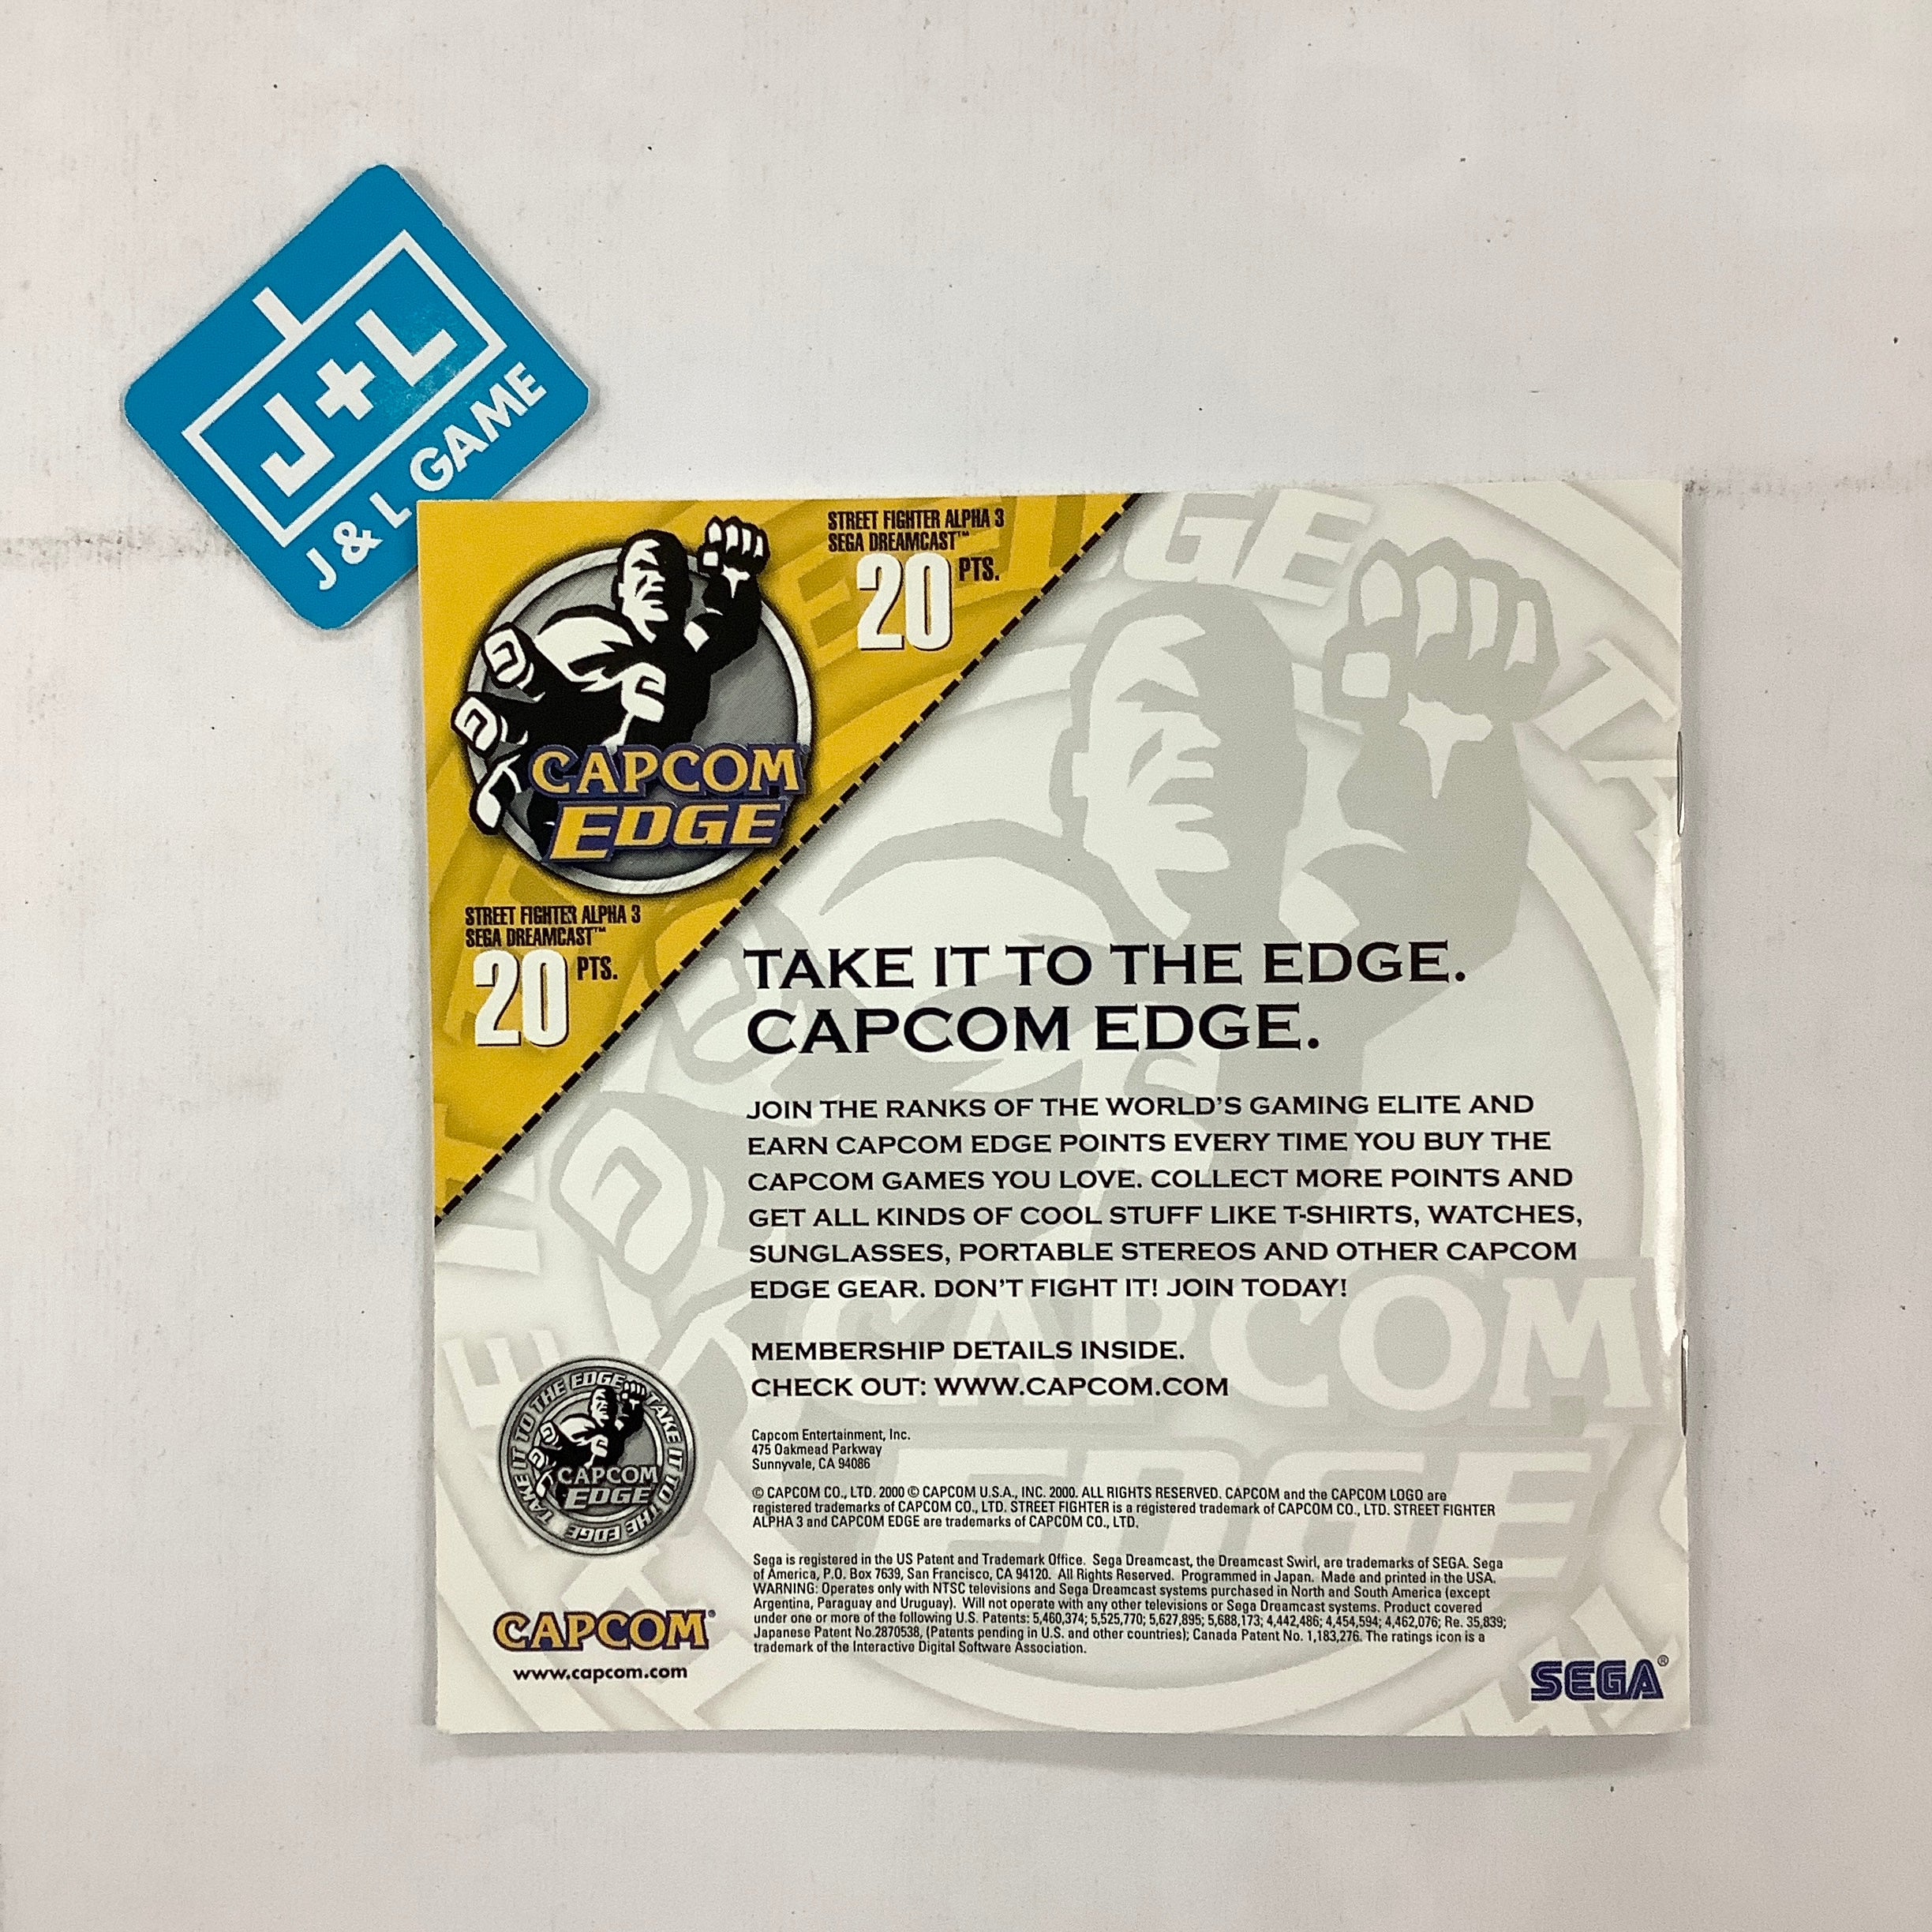 J+L
J & L GAME
STREET FIGHTER ALPHA 3
SEGA DREAMCAST™
20 PTS.
CAPCOM
EDGE
STREET FIGHTER ALPHA 3
SEGA DREAMCAST™
20 PTS.
TAKE IT TO THE EDGE.
CAPCOM EDGE.
JOIN THE RANKS OF THE WORLD'S GAMING ELITE AND
EARN CAPCOM EDGE POINTS EVERY TIME YOU BUY THE
CAPCOM GAMES YOU LOVE. COLLECT MORE POINTS AND
GET ALL KINDS OF COOL STUFF LIKE T-SHIRTS, WATCHES,
SUNGLASSES, PORTABLE STEREOS AND OTHER CAPCOM
EDGE GEAR. DON'T FIGHT IT! JOIN TODAY!
MEMBERSHIP DETAILS INSIDE.
CHECK OUT: WWW.CAPCOM.COM
Capcom Entertainment, Inc.
475 Oakmead Parkway
Sunnyvale, CA 94086
© CAPCOM CO., LTD. 2000 © CAPCOM U.S.A., INC. 2000. ALL RIGHTS RESERVED. CAPCOM and the CAPCOM LOGO are
registered trademarks of CAPCOM CO., LTD. STREET FIGHTER is a registered trademark of CAPCOM CO., LTD. STREET FIGHTER
ALPHA 3 and CAPCOM EDGE are trademarks of CAPCOM CO., LTD.
Sega is registered in the US Patent and Trademark Office. Sega Dreamcast, the Dreamcast Swirl, are trademarks of SEGA. Sega
of America, P.O. Box 7639, San Francisco, CA 94120. All Rights Reserved. Programmed in Japan. Made and printed in the USA.
WARNING: Operates only with NTSC televisions and Sega Dreamcast systems purchased in North and South America (except
Argentina, Paraguay and Uruguay). Will not operate with any other televisions or Sega Dreamcast systems. Product covered
under one or more of the following U.S. Patents: 5,460,374; 5,525,770; 5,627,895; 5,688,173; 4,442,486; 4,454,594; 4,462,076; Re. 35,839;
Japanese Patent No.2870538, (Patents pending in U.S. and other countries); Canada Patent No. 1,183,276. The ratings icon is a
trademark of the Interactive Digital Software Association.
TAKE IT TO THE EDGE TAKE IT TO THE EDGE
CAPCOM
EDGE
CAPCOM®
www.capcom.com
SEGA®
CAPCOM
EDGE